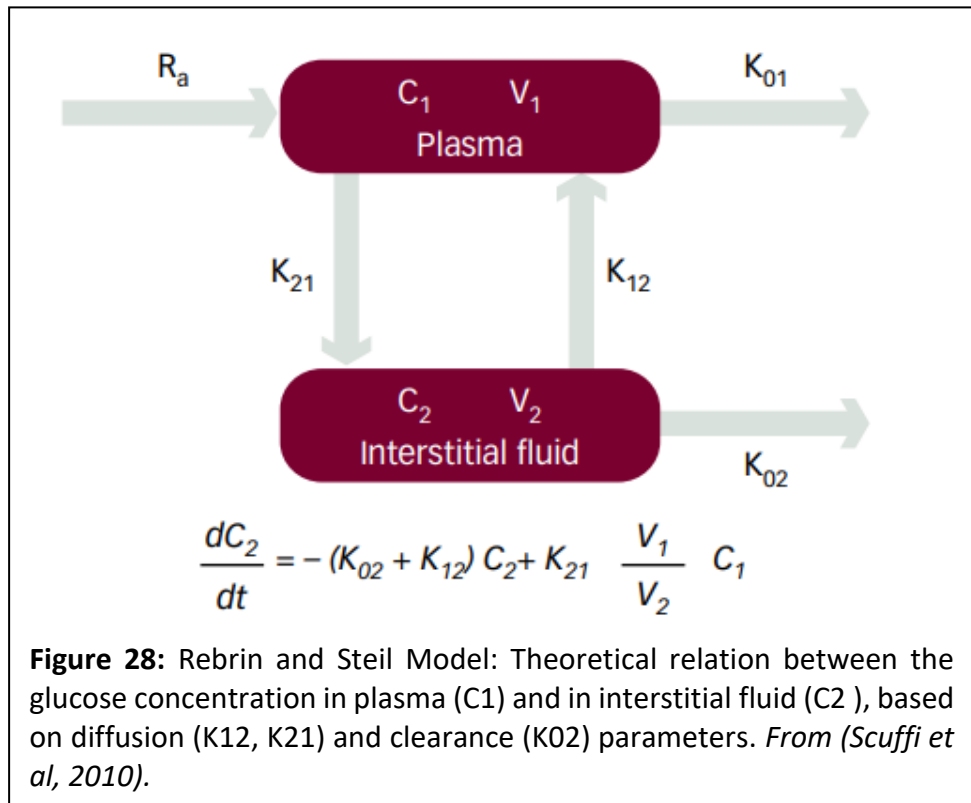 Rₐ
K₀₁
C₁ V₁
Plasma
K₂₁
K₁₂
C₂ V₂
Interstitial fluid
K₀₂
dC₂/dt = – (K₀₂ + K₁₂) C₂+ K₂₁ V₁/V₂ C₁
Figure 28: Rebrin and Steil Model: Theoretical relation between the
glucose concentration in plasma (C1) and in interstitial fluid (C2 ), based
on diffusion (K12, K21) and clearance (K02) parameters. From (Scuffi et
al, 2010).